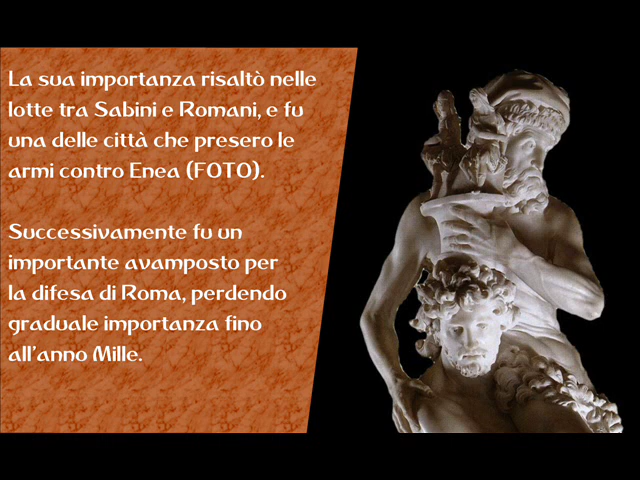 La sua importanza risaltò nelle
lotte tra Sabini e Romani, e fu
una delle città che presero le
armi contro Enea (FOTO).
Successivamente fu un
importante avamposto per
la difesa di Roma, perdendo
graduale importanza fino
all'anno Mille.